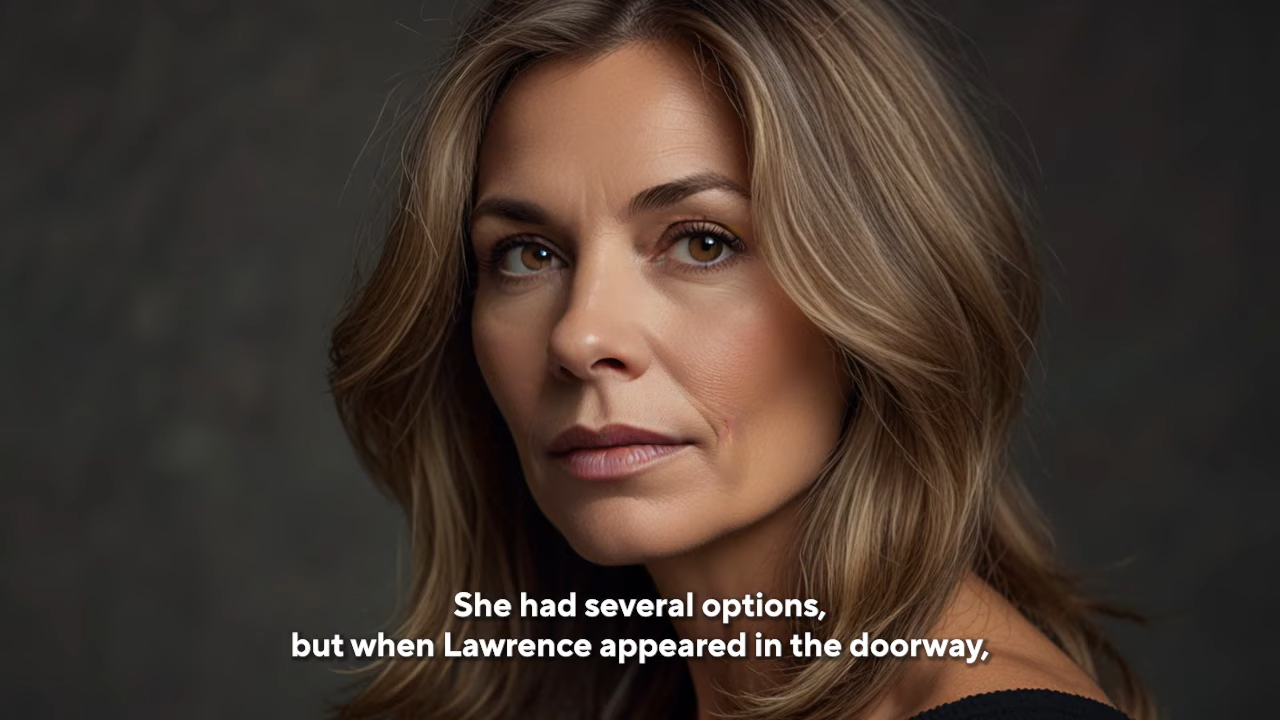 She had several options,
but when Lawrence appeared in the doorway,